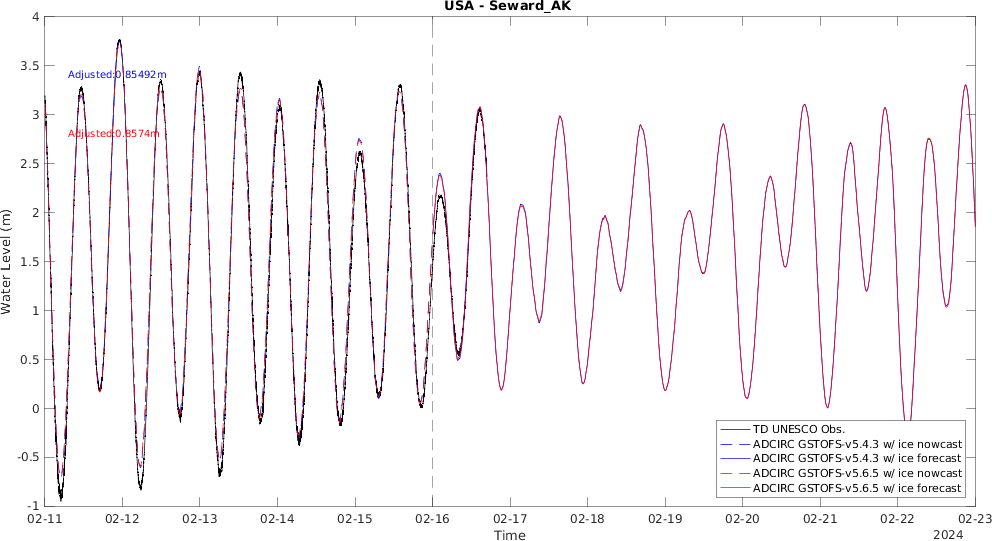 USA - Seward_AK
4
3.5
3
2.5
2
1.5
1
0.5
0
-0.5
-1
Water Level (m)
Adjusted:0.85492m
Adjusted:0.8574m
TD UNESCO Obs.
ADCIRC GSTOFS-v5.4.3 w/ ice nowcast
ADCIRC GSTOFS-v5.4.3 w/ ice forecast
ADCIRC GSTOFS-v5.6.5 w/ ice nowcast
ADCIRC GSTOFS-v5.6.5 w/ ice forecast
02-11 02-12 02-13 02-14 02-15 02-16 02-17 02-18 02-19 02-20 02-21 02-22 02-23
Time
2024